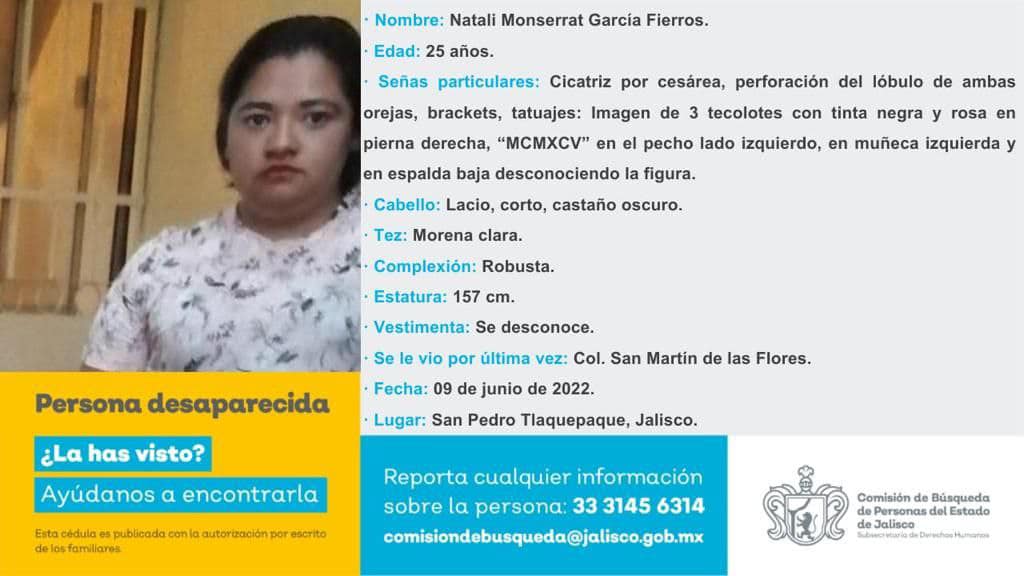 · Nombre: Natali Monserrat García Fierros.
· Edad: 25 años.
· Señas particulares: Cicatriz por cesárea, perforación del lóbulo de ambas
orejas, brackets, tatuajes: Imagen de 3 tecolotes con tinta negra y rosa en
pierna derecha, “MCMXCV” en el pecho lado izquierdo, en muñeca izquierda y
en espalda baja desconociendo la figura.
· Cabello: Lacio, corto, castaño oscuro.
· Tez: Morena clara.
· Complexión: Robusta.
· Estatura: 157 cm.
· Vestimenta: Se desconoce.
· Se le vio por última vez: Col. San Martín de las Flores.
· Fecha: 09 de junio de 2022.
· Lugar: San Pedro Tlaquepaque, Jalisco.
Persona desaparecida
¿La has visto?
Ayúdanos a encontrarla
Esta cédula es publicada con la autorización por escrito
de los familiares.
Reporta cualquier información
sobre la persona: 33 3145 6314
comisiondebusqueda@jalisco.gob.mx
Comisión de Búsqueda
de Personas del Estado
de Jalisco
Subsecretaría de Derechos Humanos